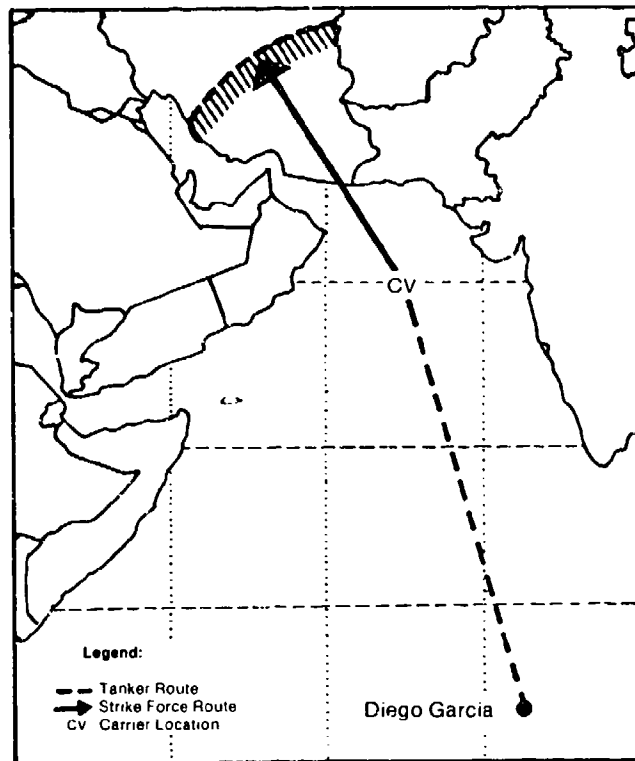 CV
Legend:
Tanker Route
Strike Force Route
CV Carrier Location
Diego Garcia